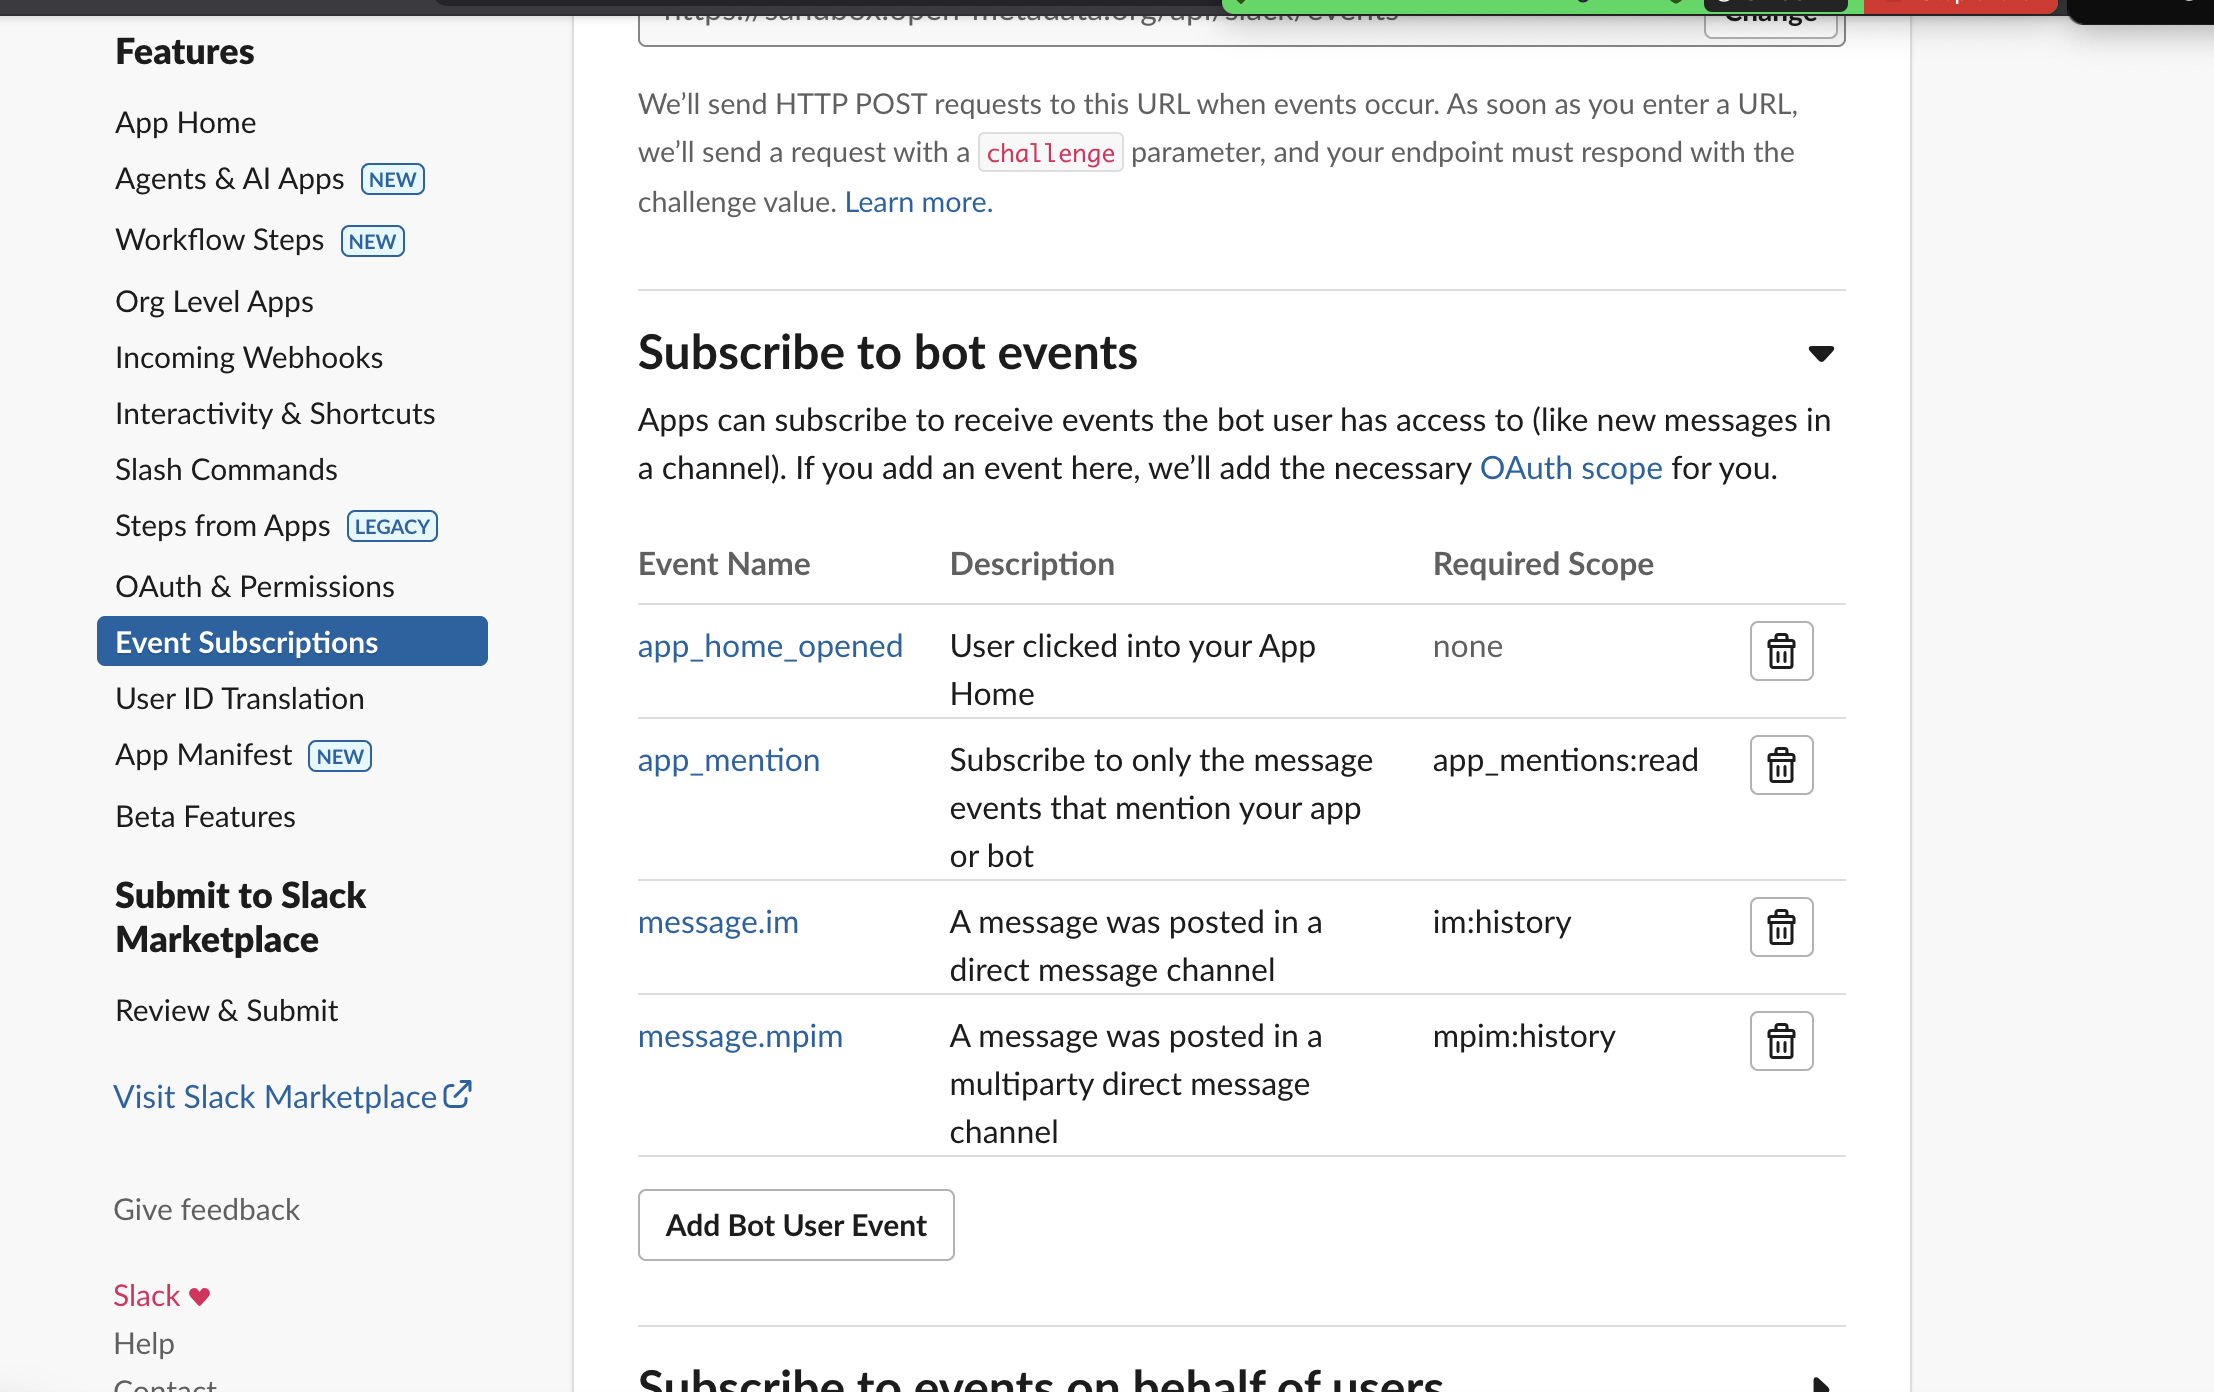 Features
App Home
Agents & AI Apps NEW
Workflow Steps NEW
Org Level Apps
Incoming Webhooks
Interactivity & Shortcuts
Slash Commands
Steps from Apps LEGACY
OAuth & Permissions
Event Subscriptions
User ID Translation
App Manifest NEW
Beta Features
Submit to Slack
Marketplace
Review & Submit
Visit Slack Marketplace
Give feedback
Slack
Help
Contact
https://sandbox.open-metadata.org/api/slack/events
Change
We’ll send HTTP POST requests to this URL when events occur. As soon as you enter a URL,
we’ll send a request with a challenge parameter, and your endpoint must respond with the
challenge value. Learn more.
Subscribe to bot events
Apps can subscribe to receive events the bot user has access to (like new messages in
a channel). If you add an event here, we’ll add the necessary OAuth scope for you.
Event Name Description Required Scope
app_home_opened User clicked into your App none
Home
app_mention Subscribe to only the message app_mentions:read
events that mention your app
or bot
message.im A message was posted in a im:history
direct message channel
message.mpim A message was posted in a mpim:history
multiparty direct message
channel
Add Bot User Event
Subscribe to events on behalf of users